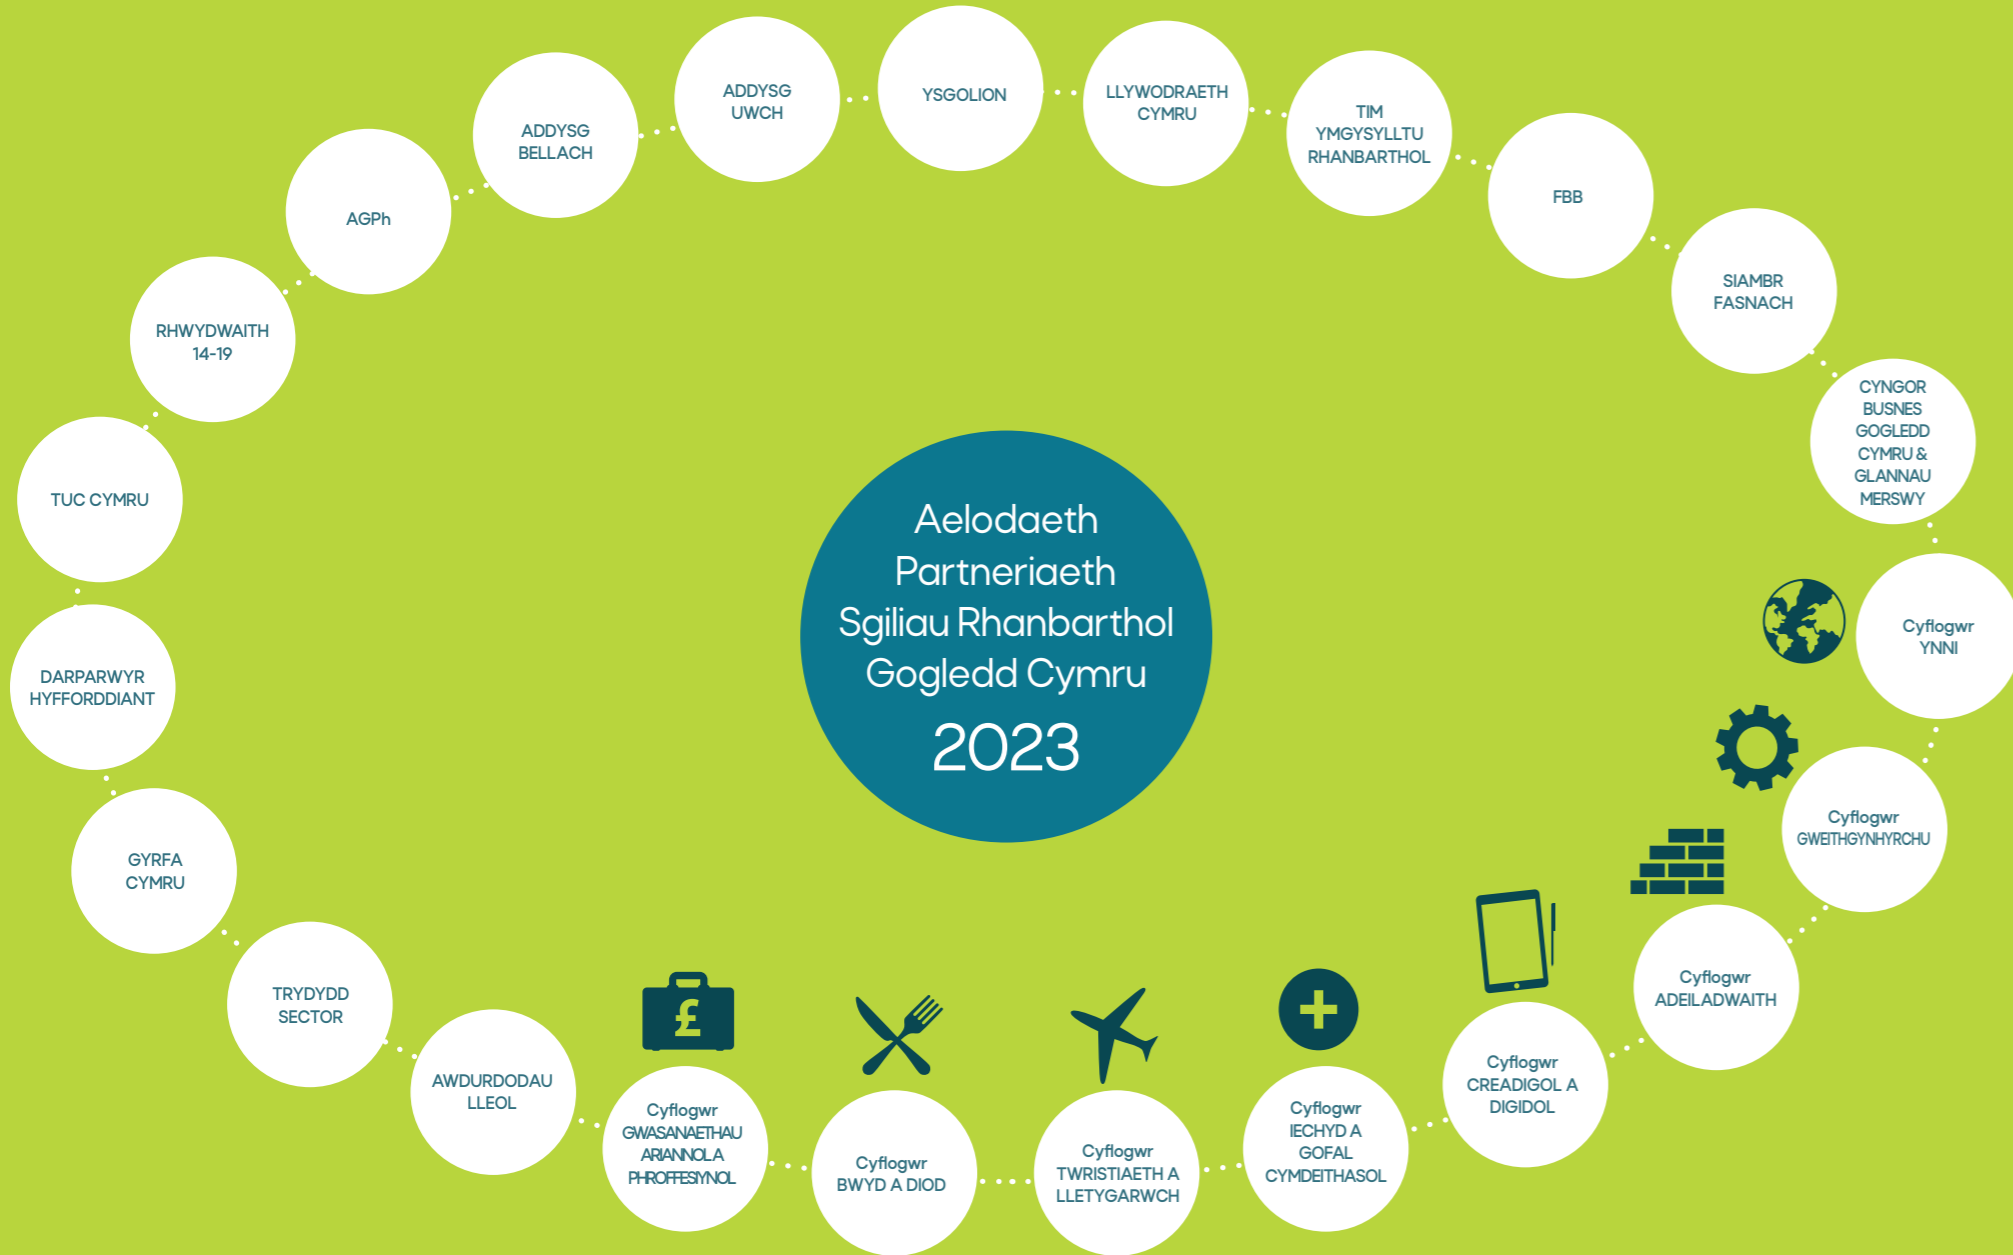 YSGOLION
LLYWODRAETH
CYMRU
TIM
YMGYSYLLTU
RHANBARTHOL
FBB
SIAMBR
FASNACH
CYNGOR
BUSNES
GOGLEDD
CYMRU &
GLANNAU
MERSWY
Cyflogwr
YNNI
Cyflogwr
GWEITHGYNHYRCHU
Cyflogwr
ADEILADWAITH
Cyflogwr
CREADIGOL A
DIGIDOL
Cyflogwr
IECHYD A
GOFAL
CYMDEITHASOL
Cyflogwr
TWRISTIAETH A
LLETYGARWCH
Cyflogwr
BWYD A DIOD
Cyflogwr
GWASANAETHAU
ARIANNOL A
PHROFFESIYNOL
£
AWDURDODAU
LLEOL
TRYDYDD
SECTOR
GYRFA
CYMRU
DARPARWYR
HYFFORDDIANT
TUC CYMRU
RHWYDWAITH
14-19
AGPh
ADDYSG
BELLACH
ADDYSG
UWCH
Aelodaeth
Partneriaeth
Sgiliau Rhanbarthol
Gogledd Cymru
2023